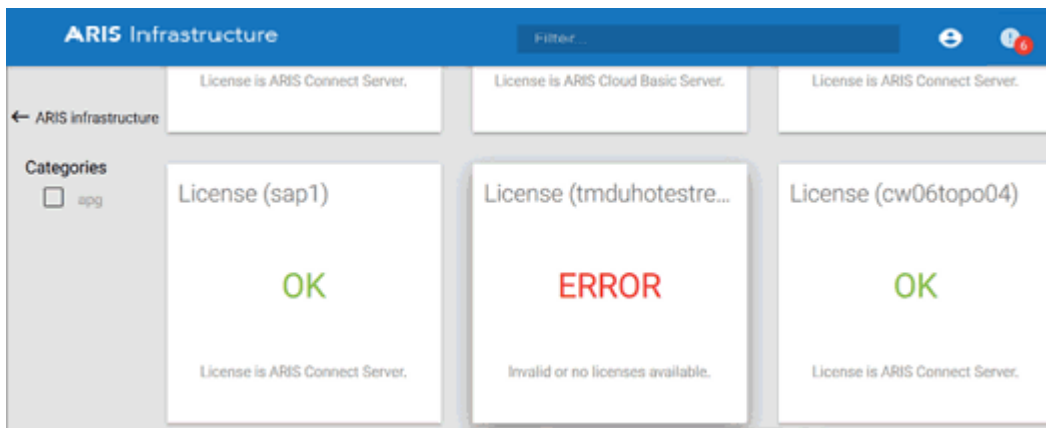 ARIS Infrastructure
Filter...
6
License is ARIS Connect Server.
License is ARIS Cloud Basic Server.
License is ARIS Connect Server.
← ARIS infrastructure
Categories
apg
License (sap1)
OK
License is ARIS Connect Server.
License (tmduhotestre...
ERROR
Invalid or no licenses available.
License (cw06topo04)
OK
License is ARIS Connect Server.